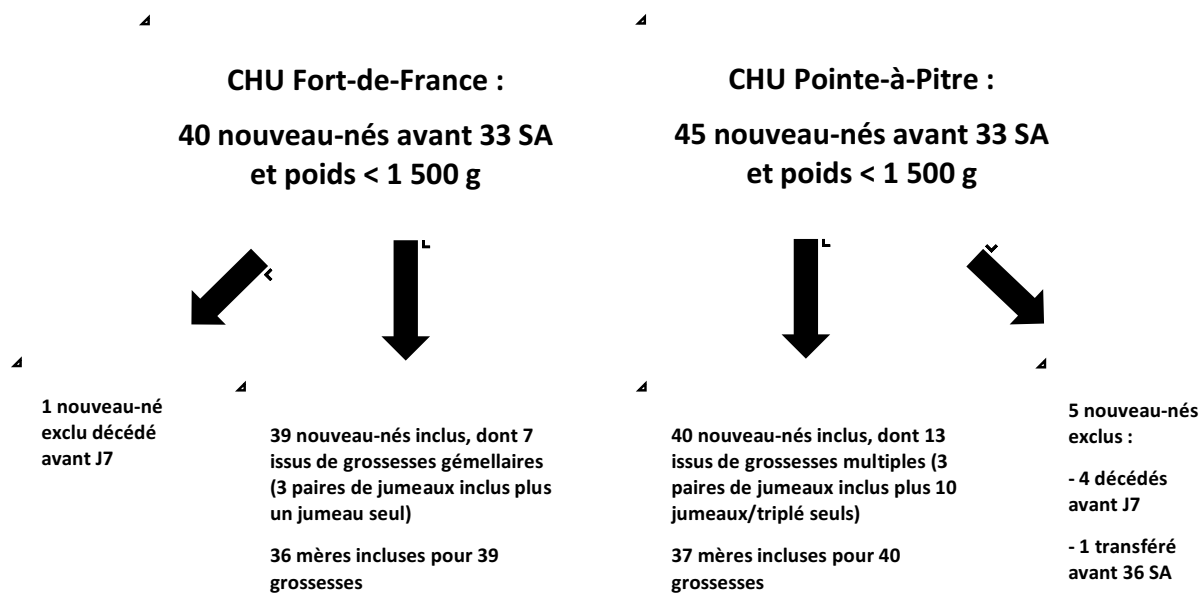 CHU Fort-de-France :
40 nouveau-nés avant 33 SA
et poids < 1 500 g
CHU Pointe-à-Pitre :
45 nouveau-nés avant 33 SA
et poids < 1 500 g
1 nouveau-né
exclu décédé
avant J7
39 nouveau-nés inclus, dont 7
issus de grossesses gémellaires
(3 paires de jumeaux inclus plus
un jumeau seul)
36 mères incluses pour 39
grossesses
40 nouveau-nés inclus, dont 13
issus de grossesses multiples (3
paires de jumeaux inclus plus 10
jumeaux/triplé seuls)
37 mères incluses pour 40
grossesses
5 nouveau-nés
exclus :
- 4 décédés
avant J7
- 1 transféré
avant 36 SA